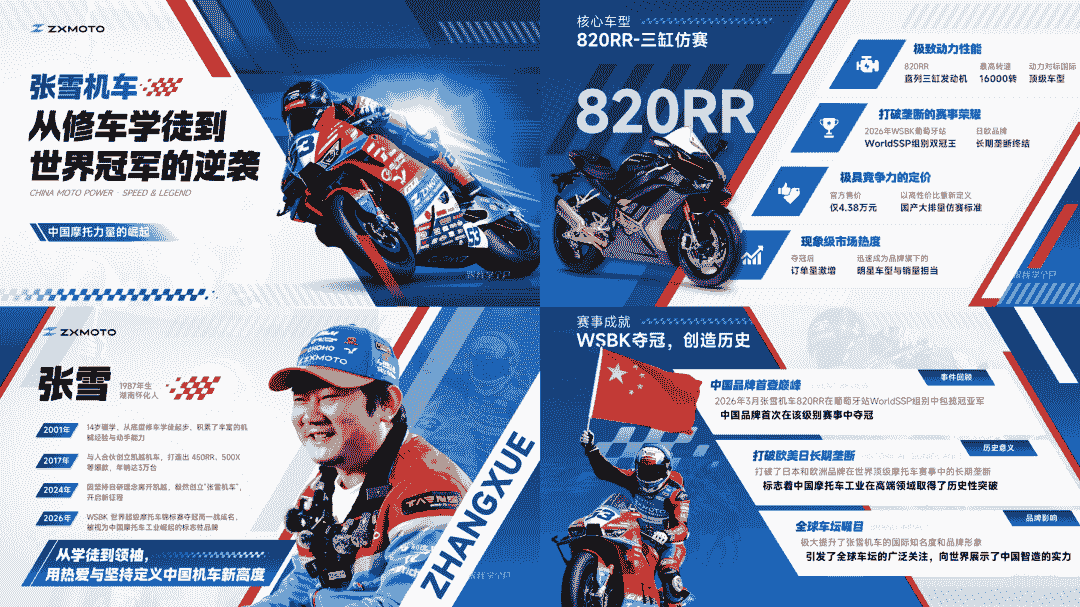 ZXMOTO
张雪机车
从修车学徒到
世界冠军的逆袭
CHINA MOTO POWER · SPEED & LEGEND
中国摩托力量的崛起
核心车型
820RR-三缸仿赛
820RR
极致动力性能
820RR
直列三缸发动机
最高转速
16000转
动力对标国际
顶级车型
打破垄断的赛事荣耀
2026年WSBK葡萄牙站
WorldSSP组别双冠王
日欧品牌
长期垄断终结
极具竞争力的定价
官方售价
仅4.38万元
以高性价比重新定义
国产大排量仿赛标准
现象级市场热度
夺冠后
订单量激增
迅速成为品牌旗下的
明星车型与销量担当
ZXMOTO
张雪
1987年生
湖南怀化人
2001年
14岁辍学，从底层修车学徒起步，积累了丰富的机
械经验与动手能力
2017年
与人合伙创立凯越机车，打造出 450RR、500X
等爆款，年销达3万台
2024年
因坚持自研理念离开凯越，毅然创立"张雪机车"，
开启新征程
2026年
WSBK 世界超级摩托车锦标赛夺冠而一战成名，
被视为中国摩托车工业崛起的标志性品牌
从学徒到领袖，
用热爱与坚持定义中国机车新高度
ZXMOTO
ZHANGXUE
赛事成就
WSBK夺冠，创造历史
事件回顾
中国品牌首登巅峰
2026年3月张雪机车820RR在葡萄牙站WorldSSP组别中包揽冠亚军
中国品牌首次在该级别赛事中夺冠
历史意义
打破欧美日长期垄断
打破了日本和欧洲品牌在世界顶级摩托车赛事中的长期垄断
标志着中国摩托车工业在高端领域取得了历史性突破
品牌影响
全球车坛瞩目
极大提升了张雪机车的国际知名度和品牌形象
引发了全球车坛的广泛关注，向世界展示了中国智造的实力
53